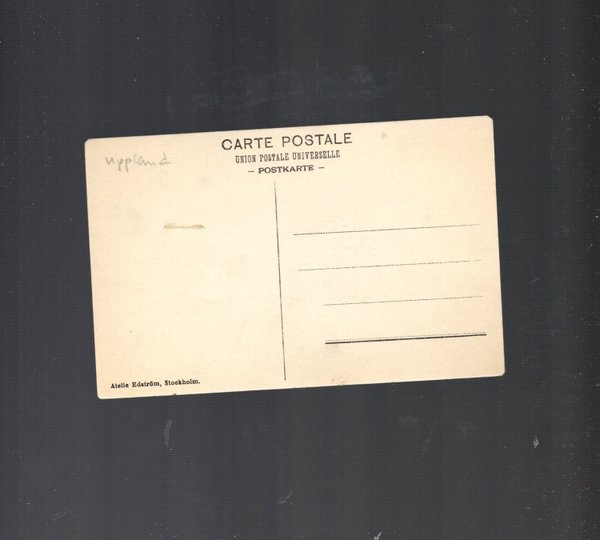 uppland
CARTE POSTALE
UNION POSTALE UNIVERSELLE
— POSTKARTE —
Atelie Edström, Stockholm.